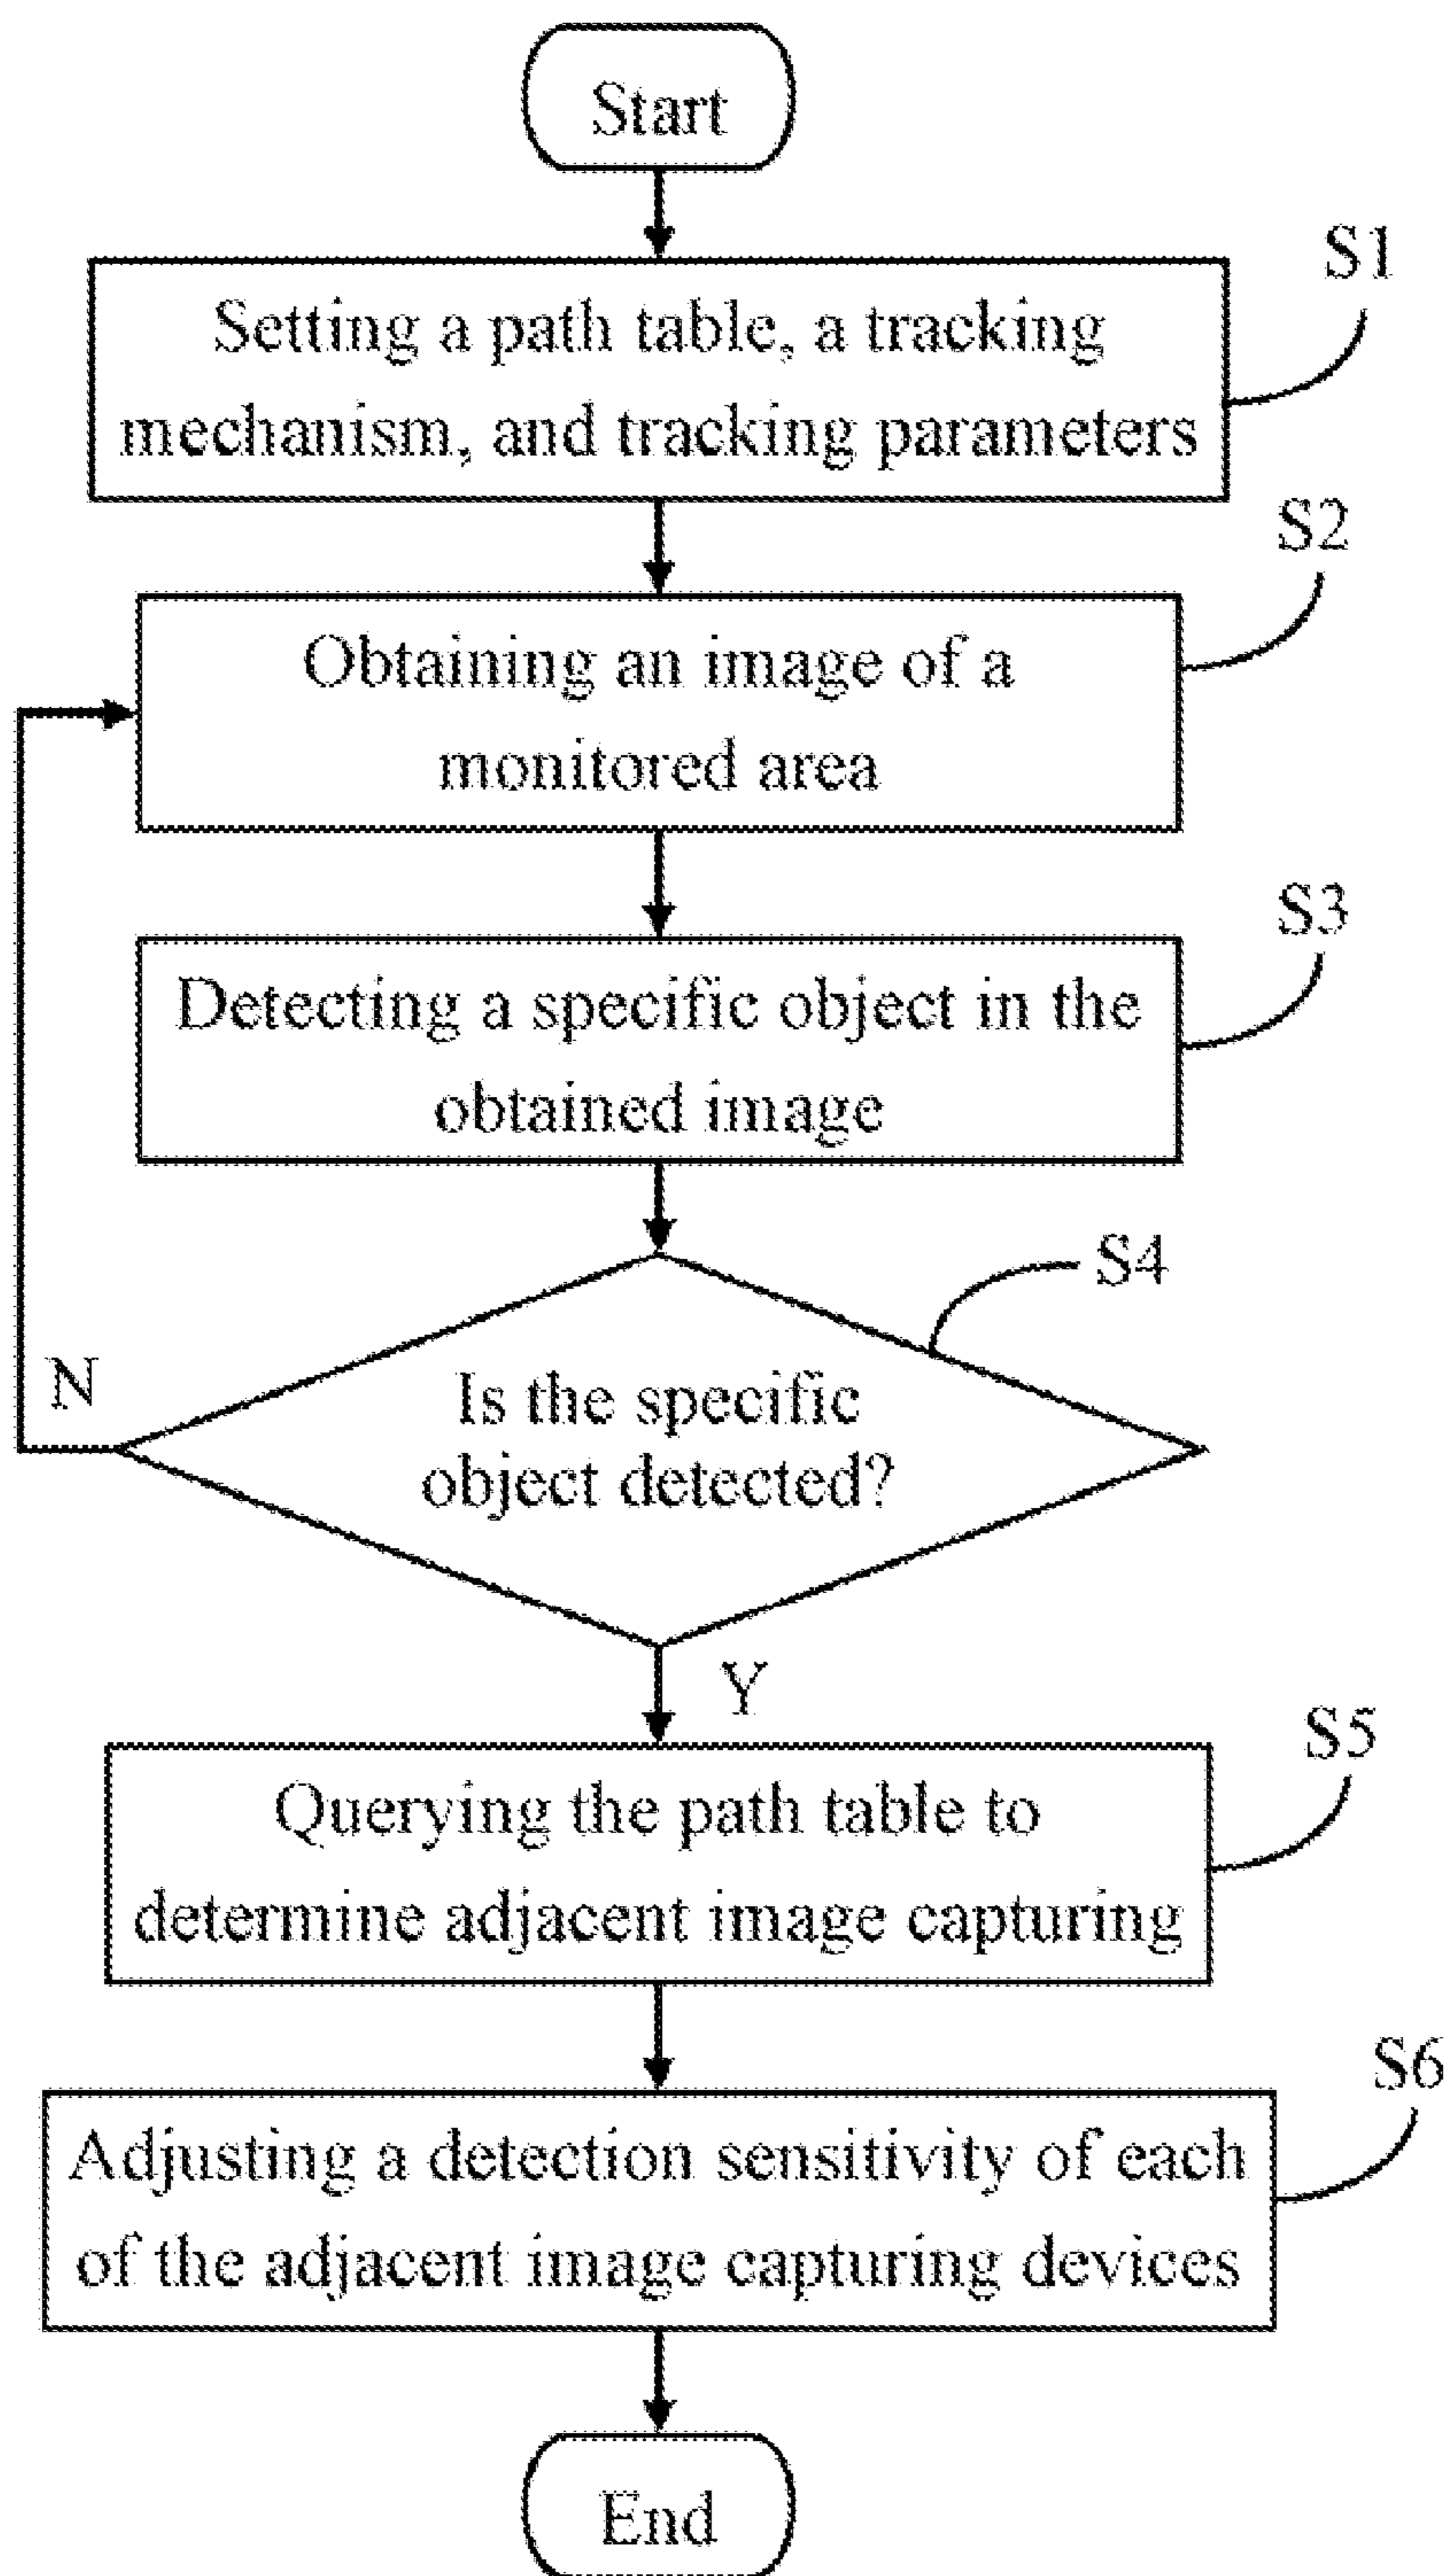 Start
S1
Setting a path table, a tracking
mechanism, and tracking parameters
S2
Obtaining an image of a
monitored area
S3
Detecting a specific object in the
obtained image
S4
Is the specific
object detected?
N
Y
S5
Querying the path table to
determine adjacent image capturing
S6
Adjusting a detection sensitivity of each
of the adjacent image capturing devices
End